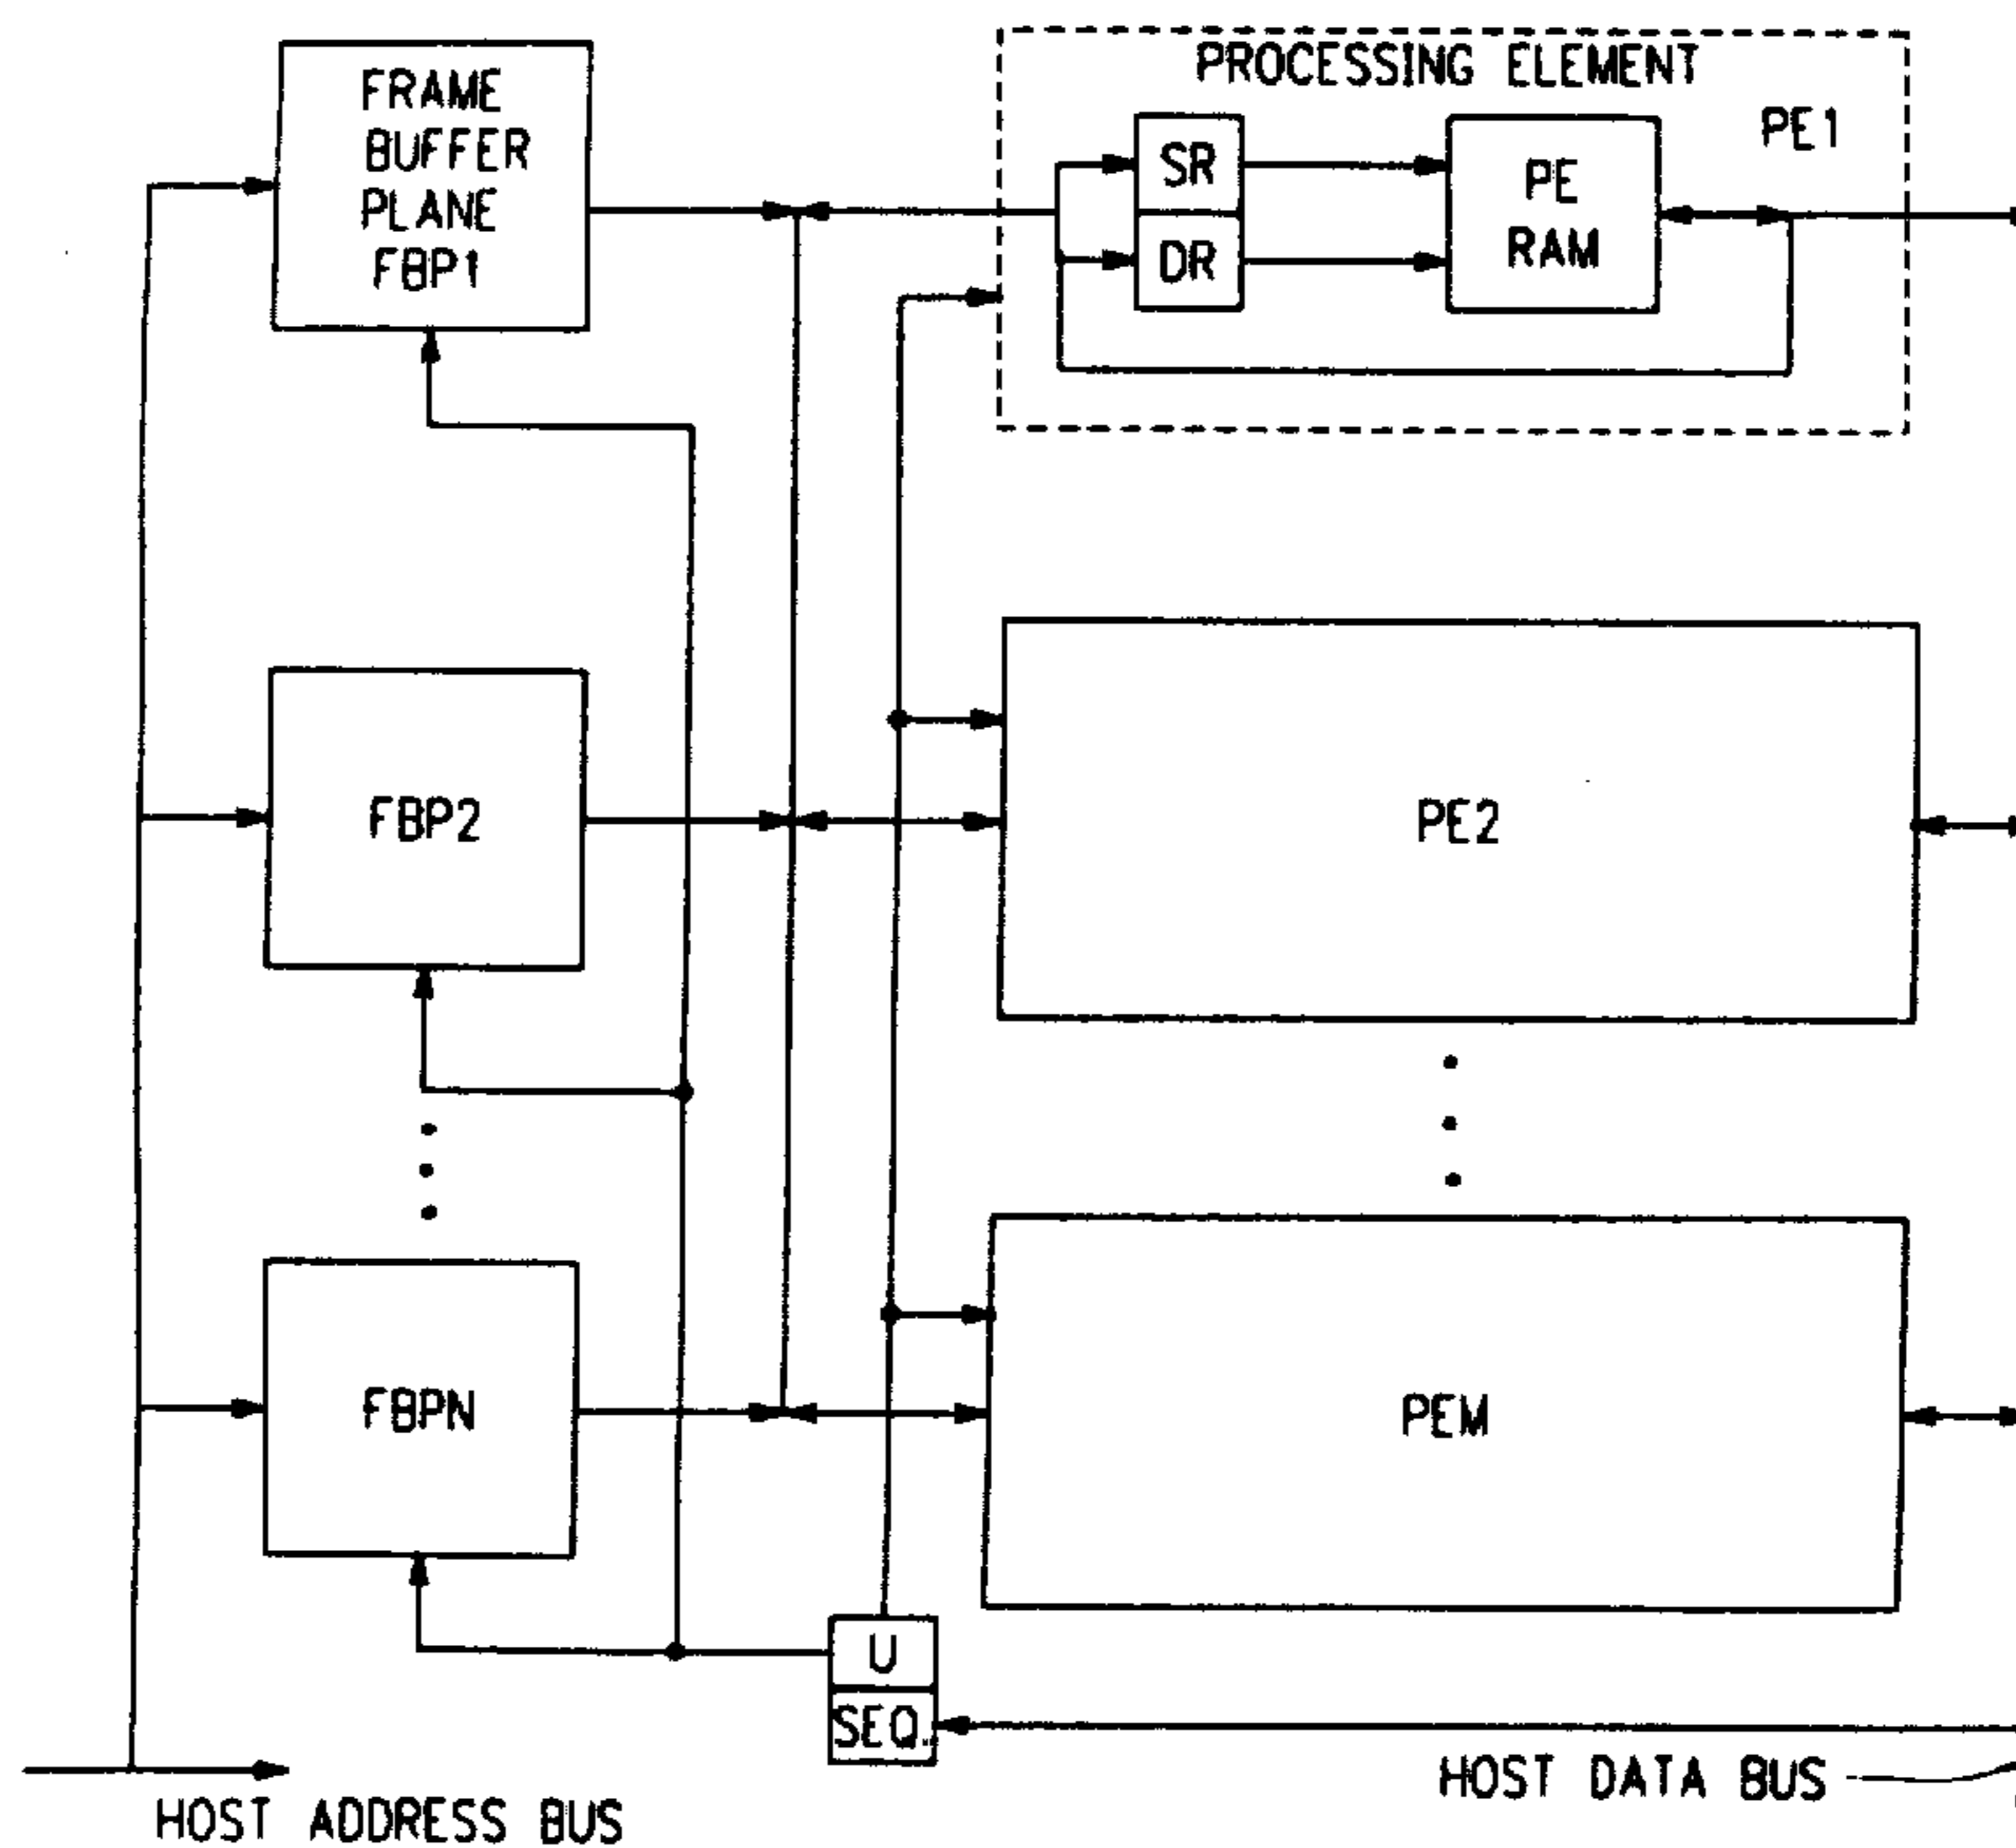 FRAME
BUFFER
PLANE
FBP1
PROCESSING ELEMENT
PE1
SR
DR
PE
RAM
FBP2
PE2
FBPN
PEM
U
SEQ.
HOST DATA BUS
HOST ADDRESS BUS